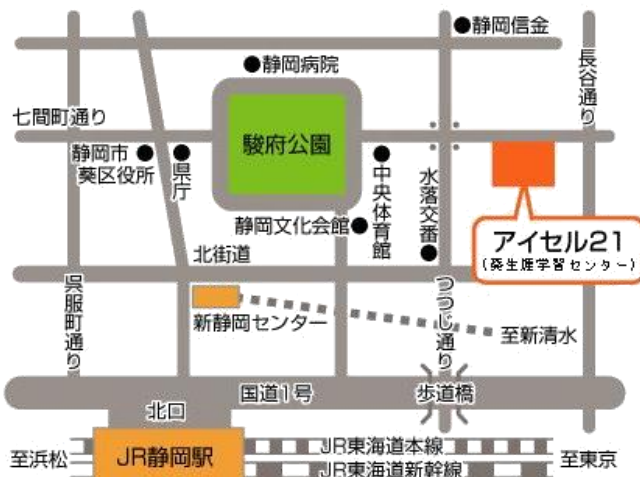 静岡信金
静岡病院
長谷通り
七間町通り
駿府公園
静岡市
葵区役所
県庁
中央体育館
水落交番
静岡文化会館
アイセル21
(葵生涯学習センター)
北街道
呉服町通り
新静岡センター
つつじ通り
至新清水
国道1号
歩道橋
北口
至浜松
JR静岡駅
JR東海道本線
JR東海道新幹線
至東京